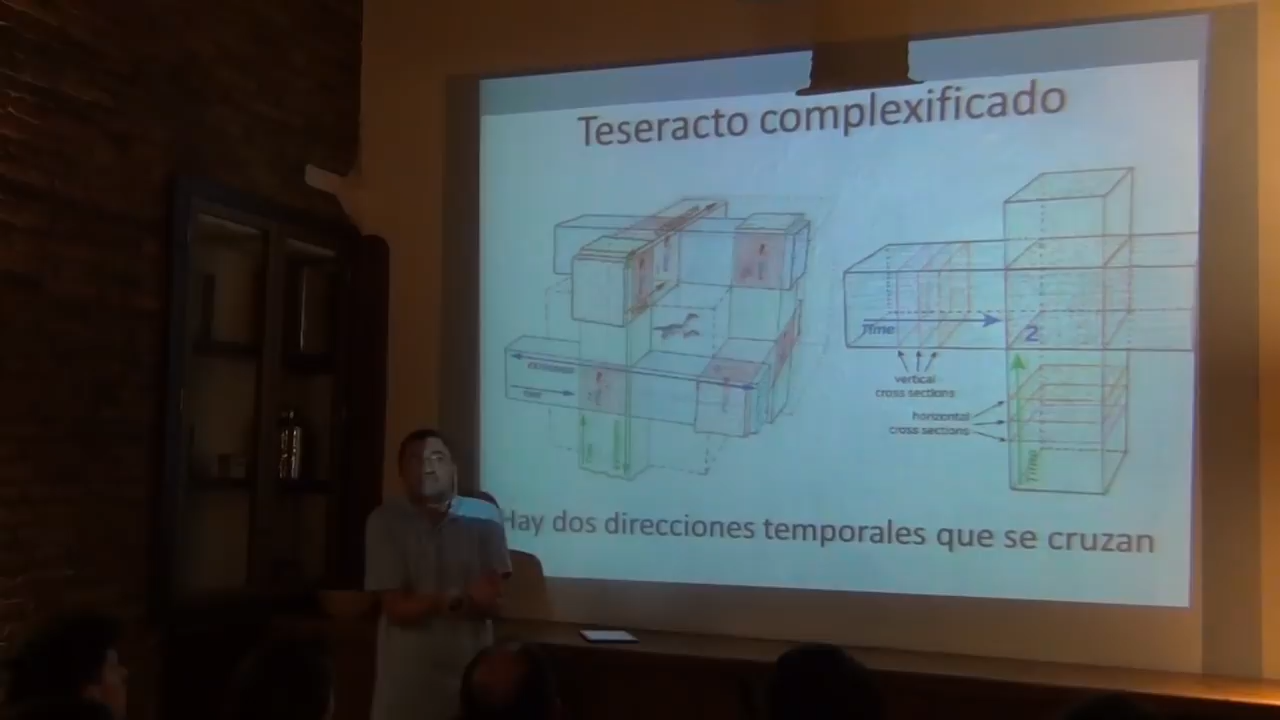 Teseracto complexificado
Time
2
vertical
cross sections
horizontal
cross sections
Time
Hay dos direcciones temporales que se cruzan